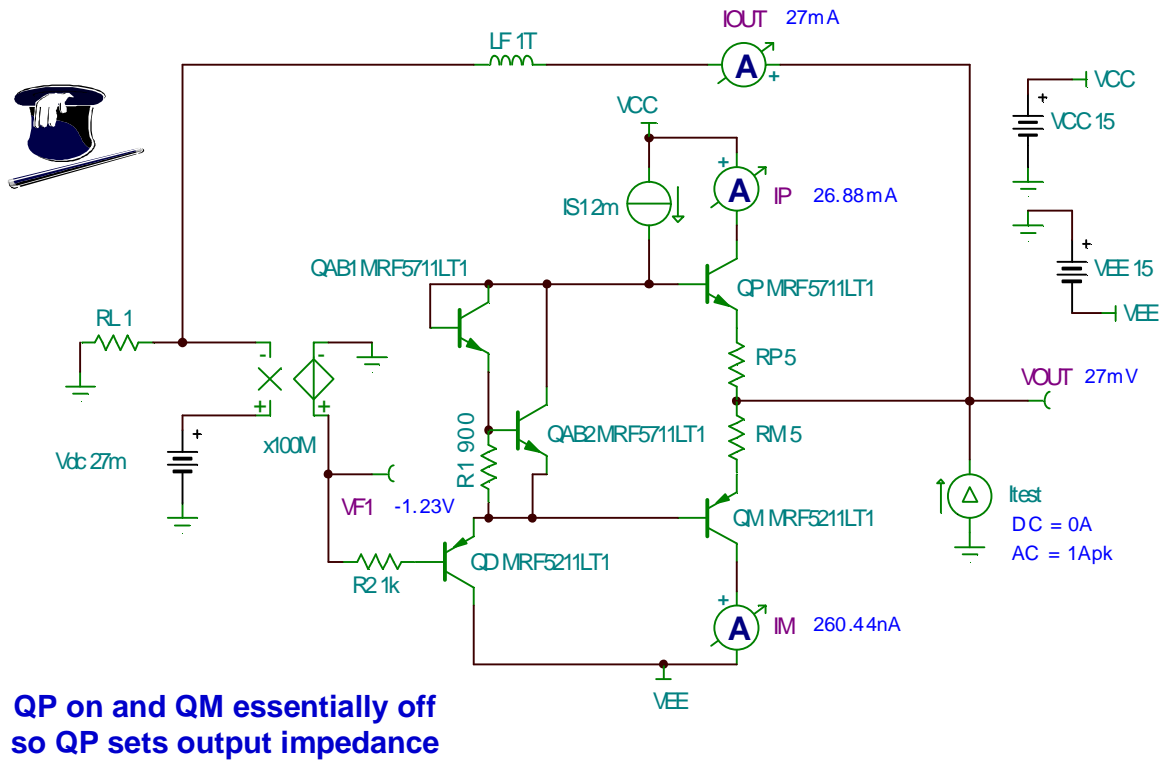 IOUT 27mA
LF 1T
A
+
VCC
+
VCC
VCC 15
+
A
IP 26.88mA
IS1 2m
QAB1 MRF5711LT1
QP MRF5711LT1
+
VEE 15
VEE
RL 1
RP 5
VOUT 27mV
- -
+ +
x100M
R1 900
QAB2 MRF5711LT1
RM 5
+
Vdc 27m
VF1 -1.23V
Itest
DC = 0A
AC = 1Apk
QM MRF5211LT1
QD MRF5211LT1
R2 1k
+
A
IM 260.44nA
VEE
QP on and QM essentially off
so QP sets output impedance